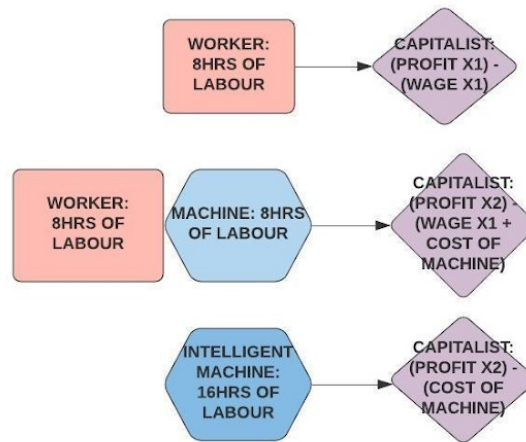 WORKER:
8HRS OF
LABOUR
CAPITALIST:
(PROFIT X1) -
(WAGE X1)
WORKER:
8HRS OF
LABOUR
MACHINE: 8HRS
OF LABOUR
CAPITALIST:
(PROFIT X2) -
(WAGE X1 +
COST OF
MACHINE)
INTELLIGENT
MACHINE:
16HRS OF
LABOUR
CAPITALIST:
(PROFIT X2) -
(COST OF
MACHINE)